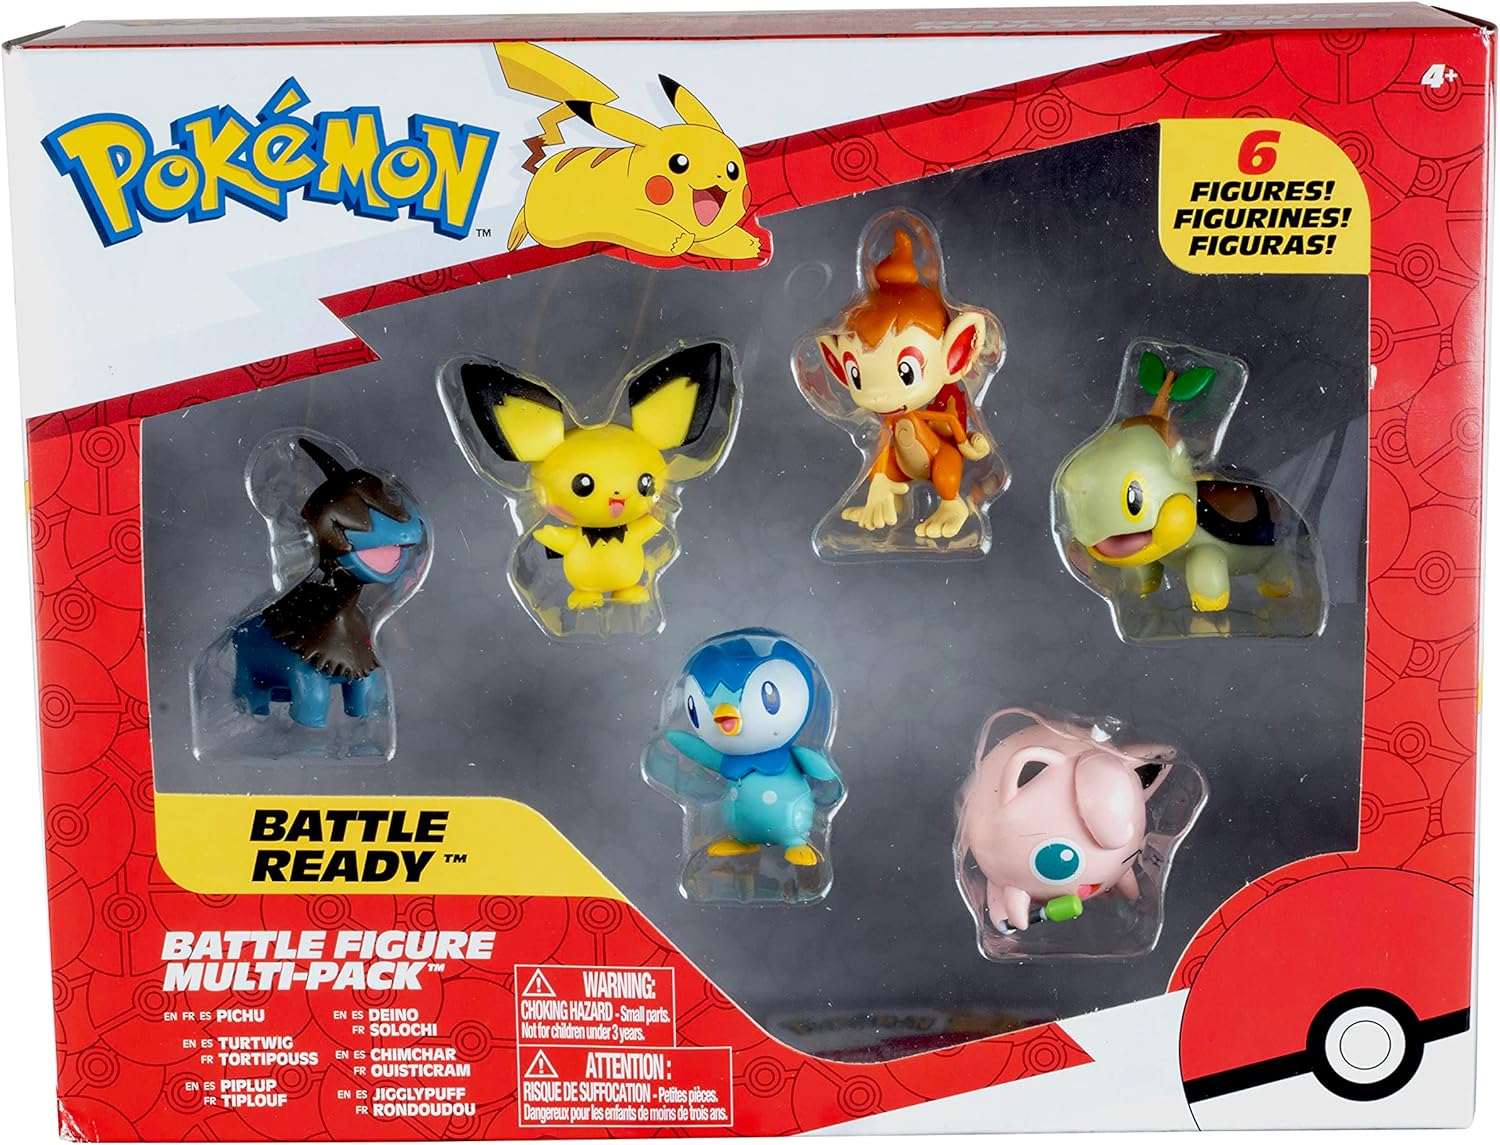 POKéMON
TM
4+
6
FIGURES!
FIGURINES!
FIGURAS!
BATTLE
READY™
BATTLE FIGURE
MULTI-PACK™
EN FR ES PICHU
EN ES TURTWIG
FR TORTIPOUSS
EN ES PIPLUP
FR TIPLOUF
EN ES DEINO
FR SOLOCHI
EN ES CHIMCHAR
FR OUISTICRAM
EN ES JIGGLYPUFF
FR RONDOUDOU
WARNING:
CHOKING HAZARD - Small parts.
Not for children under 3 years.
ATTENTION :
RISQUE DE SUFFOCATION - Petites pièces.
Dangereux pour les enfants de moins de trois ans.